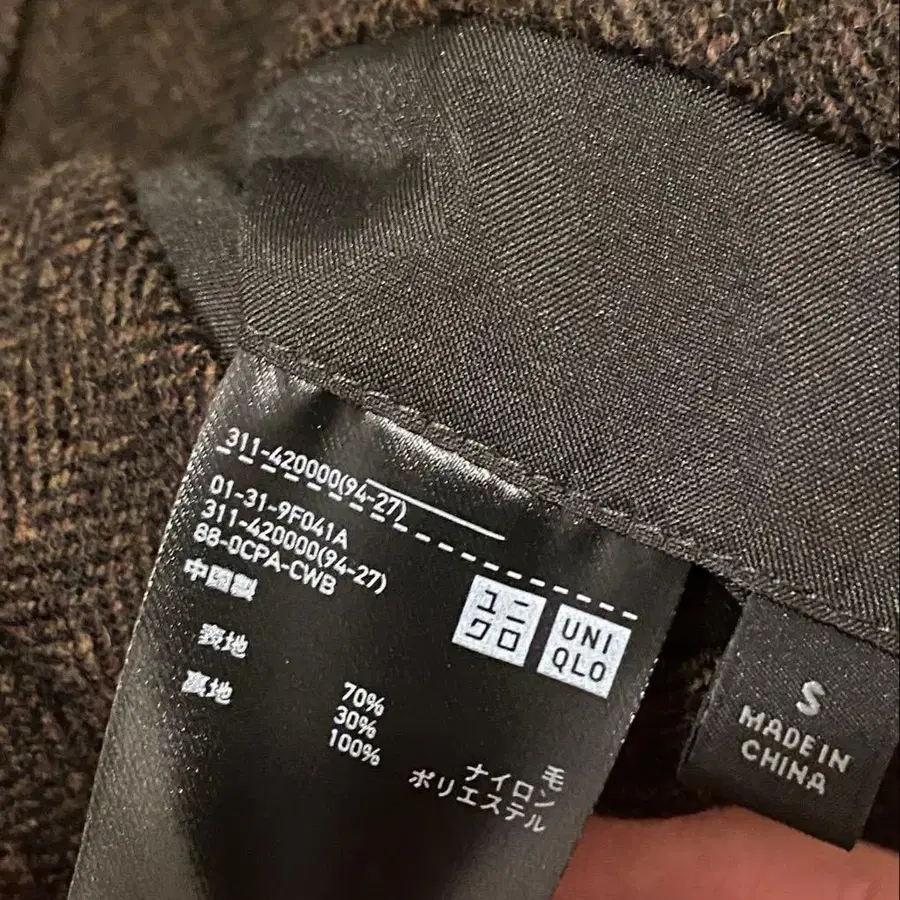 311-420000(94-27)
01-31-9F041A
311-420000(94-27)
88-0CPA-CWB
中国製
ユニ
クロ
UNI
QLO
表地
70% 毛
30% ナイロン
裏地
100% ポリエステル
S
MADE IN
CHINA